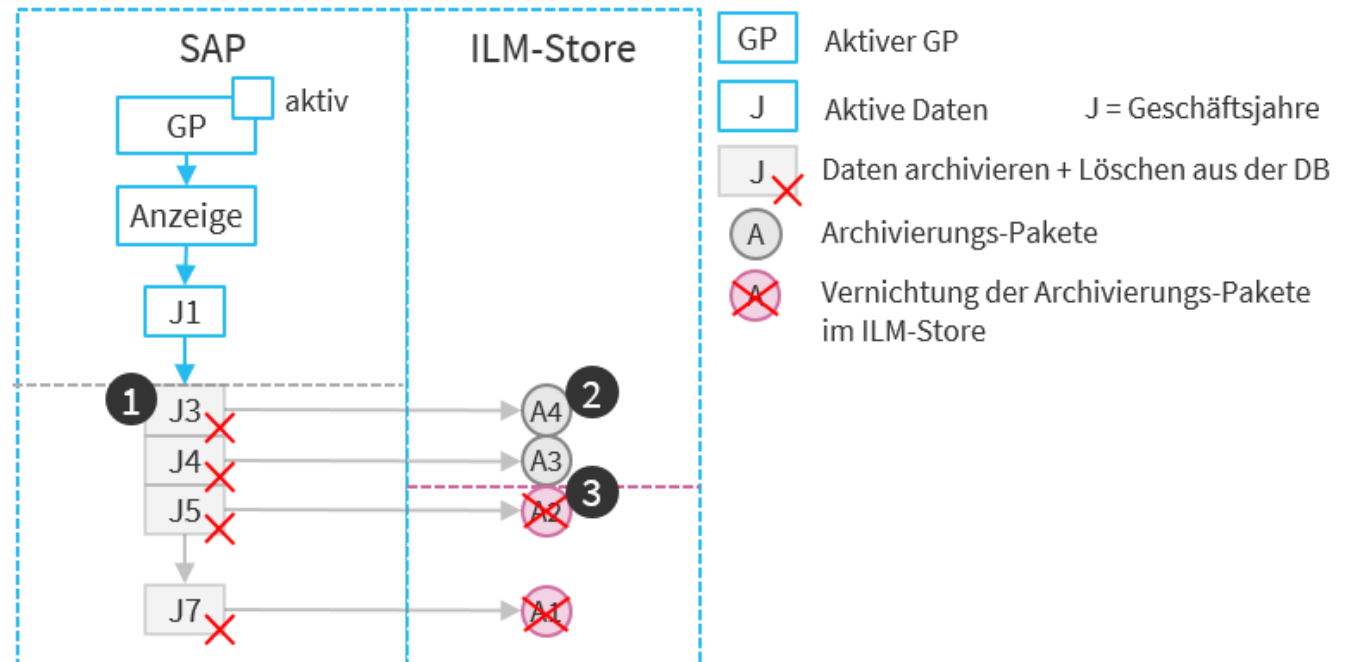 SAP
ILM-Store
GP
aktiv
Anzeige
J1
1
J3
A4
2
J4
A3
J5
A2
3
J7
A1
GP
Aktiver GP
J
Aktive Daten
J = Geschäftsjahre
J
Daten archivieren + Löschen aus der DB
A
Archivierungs-Pakete
A
Vernichtung der Archivierungs-Pakete
im ILM-Store